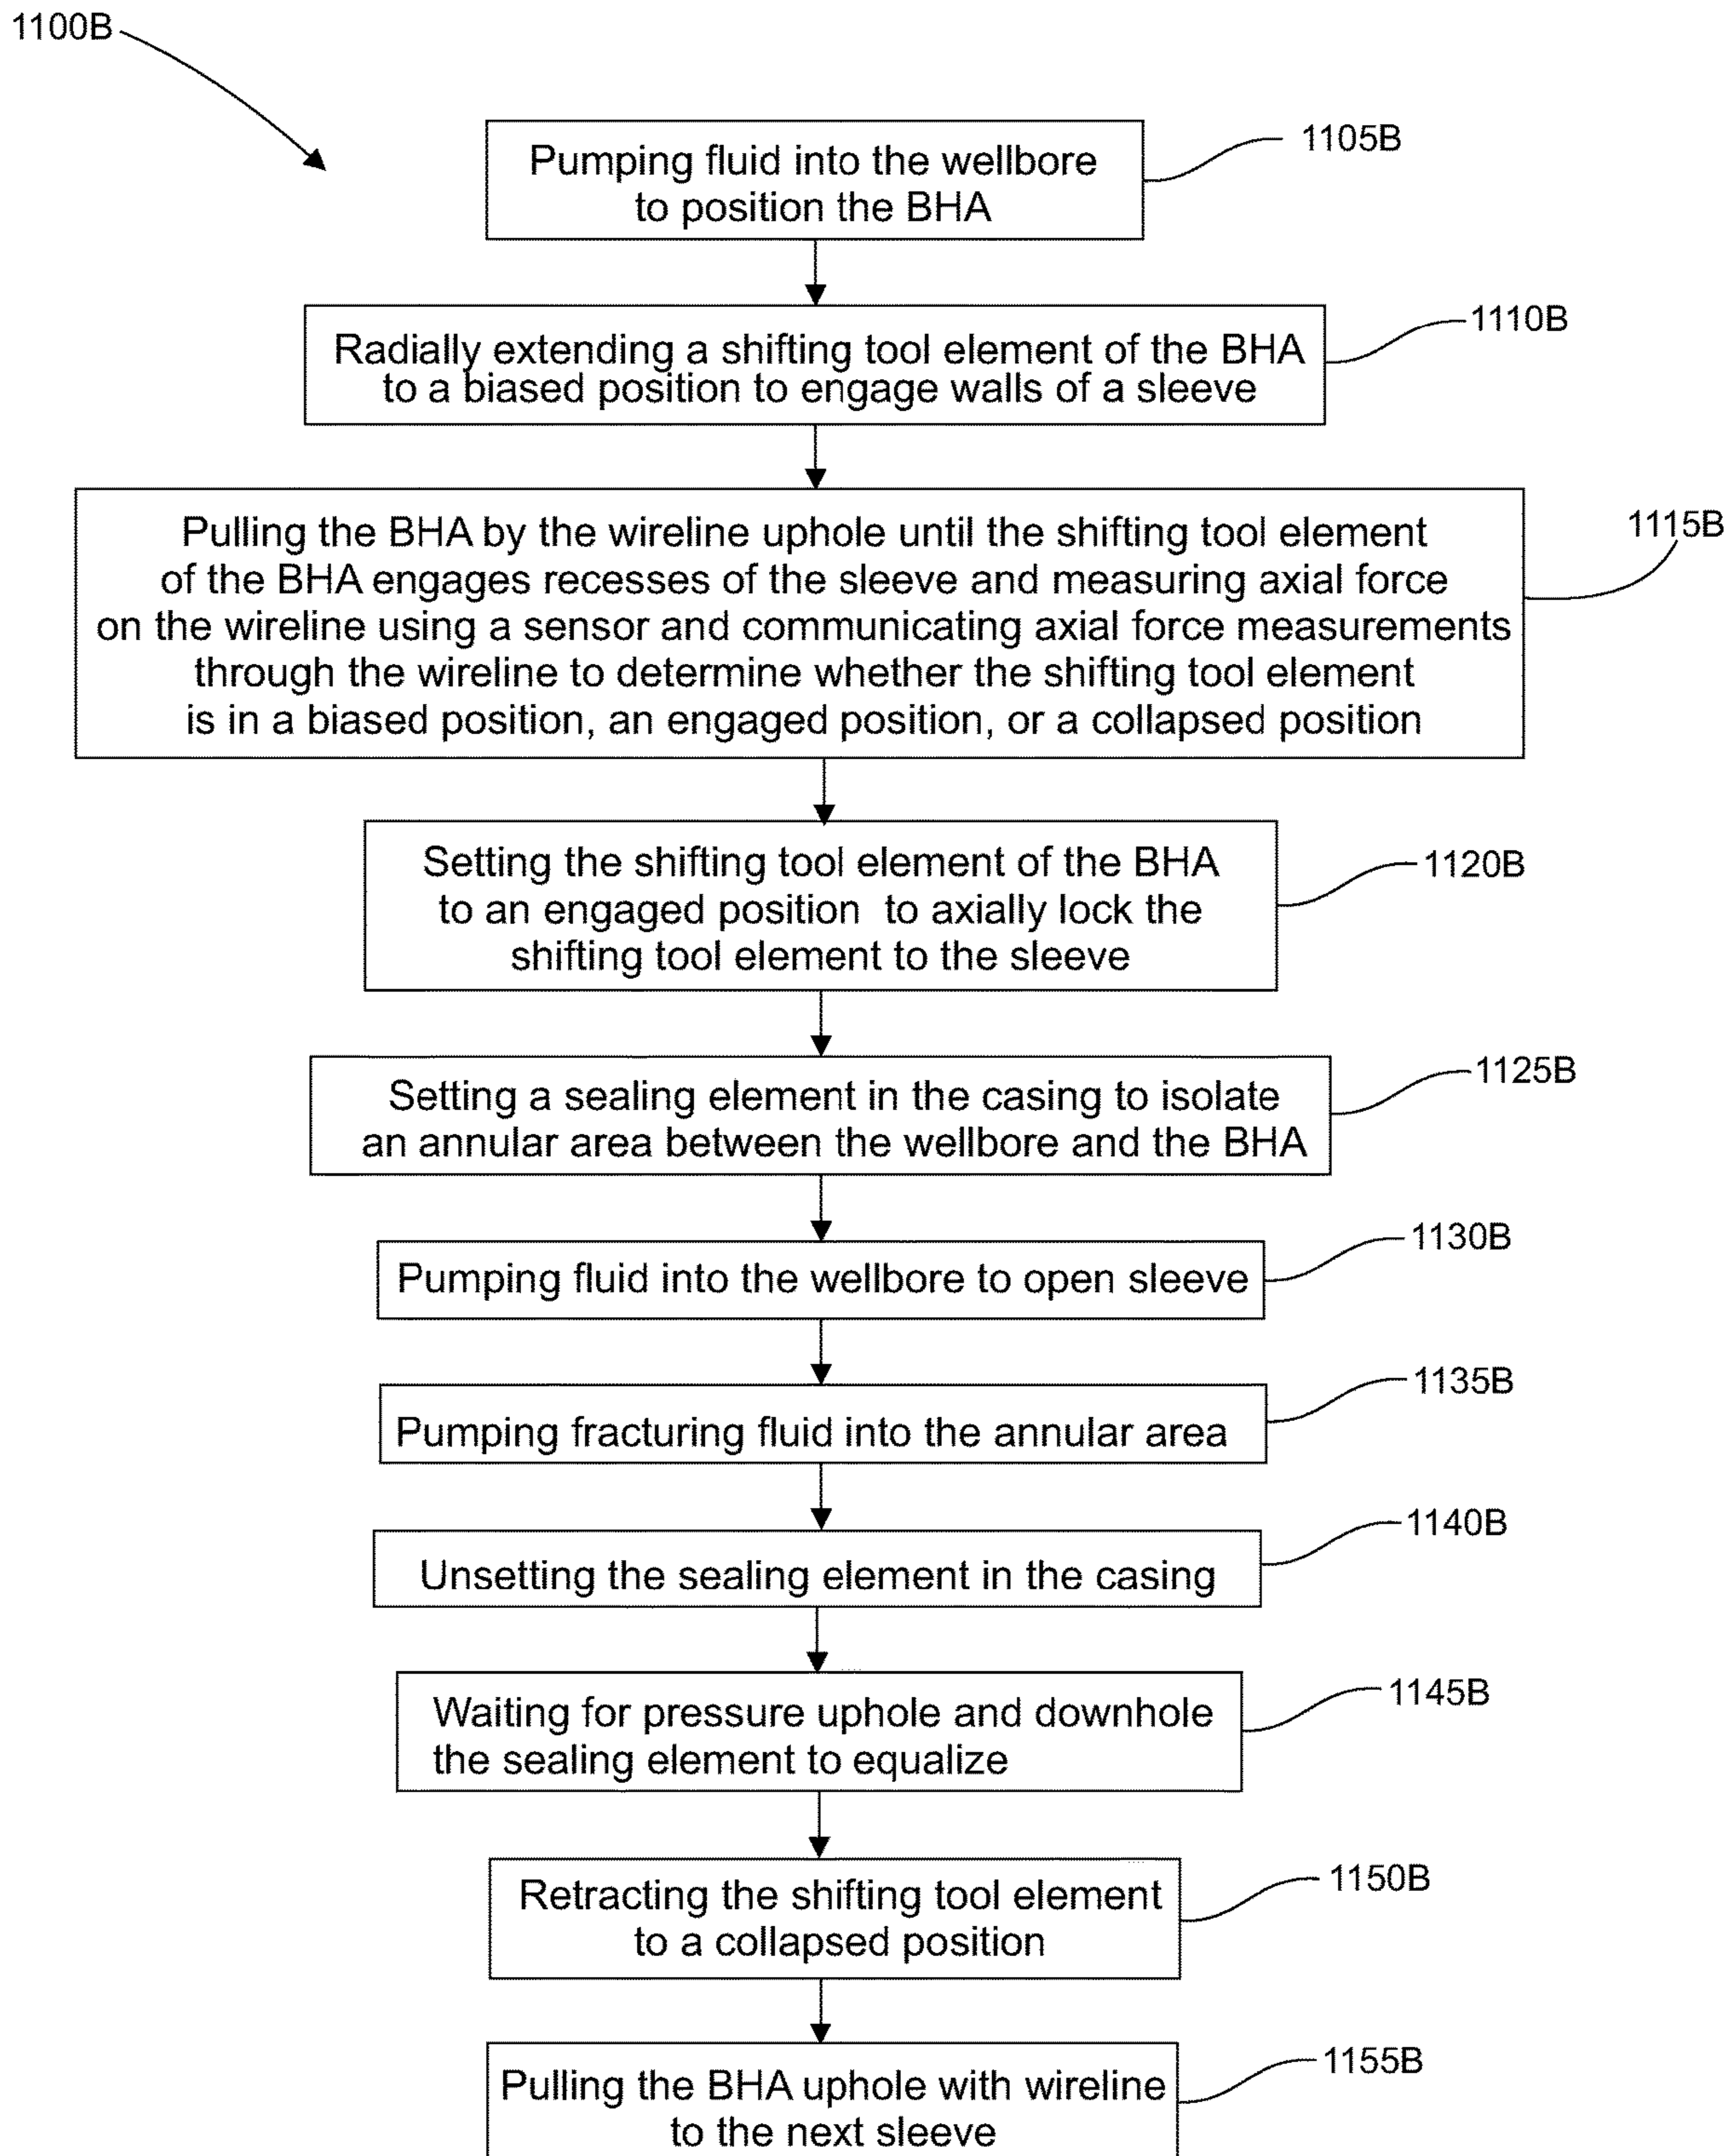 1100B
Pumping fluid into the wellbore
to position the BHA
1105B
Radially extending a shifting tool element of the BHA
to a biased position to engage walls of a sleeve
1110B
Pulling the BHA by the wireline uphole until the shifting tool element
of the BHA engages recesses of the sleeve and measuring axial force
on the wireline using a sensor and communicating axial force measurements
through the wireline to determine whether the shifting tool element
is in a biased position, an engaged position, or a collapsed position
1115B
Setting the shifting tool element of the BHA
to an engaged position to axially lock the
shifting tool element to the sleeve
1120B
Setting a sealing element in the casing to isolate
an annular area between the wellbore and the BHA
1125B
Pumping fluid into the wellbore to open sleeve
1130B
Pumping fracturing fluid into the annular area
1135B
Unsetting the sealing element in the casing
1140B
Waiting for pressure uphole and downhole
the sealing element to equalize
1145B
Retracting the shifting tool element
to a collapsed position
1150B
Pulling the BHA uphole with wireline
to the next sleeve
1155B